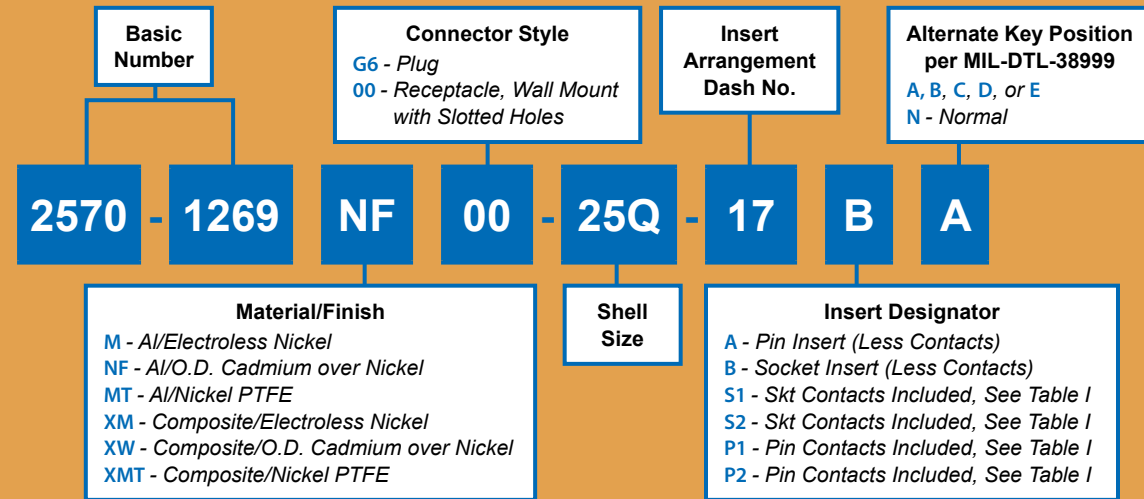 Basic
Number
Connector Style
G6 - Plug
00 - Receptacle, Wall Mount
with Slotted Holes
Insert
Arrangement
Dash No.
Alternate Key Position
per MIL-DTL-38999
A, B, C, D, or E
N - Normal
2570 - 1269 NF 00 - 25Q - 17 B A
Material/Finish
M - Al/Electroless Nickel
NF - Al/O.D. Cadmium over Nickel
MT - Al/Nickel PTFE
XM - Composite/Electroless Nickel
XW - Composite/O.D. Cadmium over Nickel
XMT - Composite/Nickel PTFE
Shell
Size
Insert Designator
A - Pin Insert (Less Contacts)
B - Socket Insert (Less Contacts)
S1 - Skt Contacts Included, See Table I
S2 - Skt Contacts Included, See Table I
P1 - Pin Contacts Included, See Table I
P2 - Pin Contacts Included, See Table I